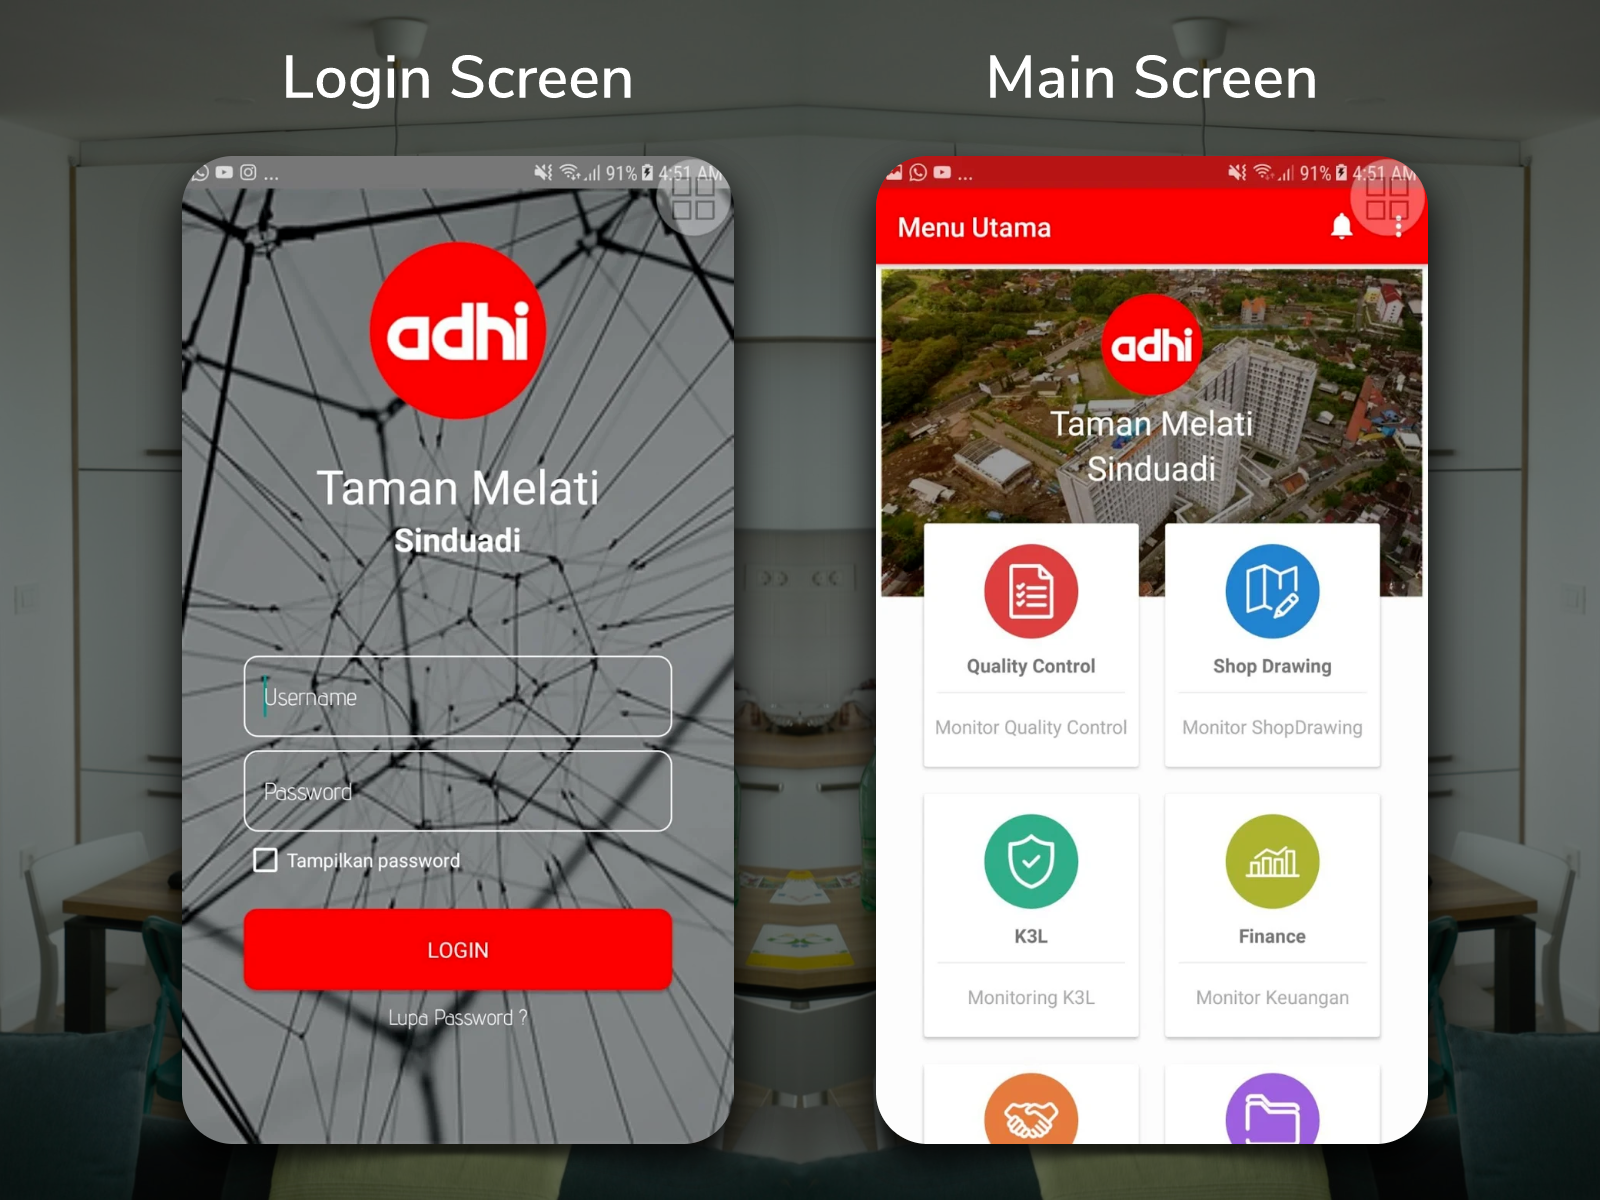 Login Screen
Main Screen
... 91% 4:51 AM
adhi
Taman Melati
Sinduadi
Username
Password
Tampilkan password
LOGIN
Lupa Password ?
... 91% 4:51 AM
Menu Utama
adhi
Taman Melati
Sinduadi
Quality Control
Monitor Quality Control
Shop Drawing
Monitor ShopDrawing
K3L
Monitoring K3L
Finance
Monitor Keuangan